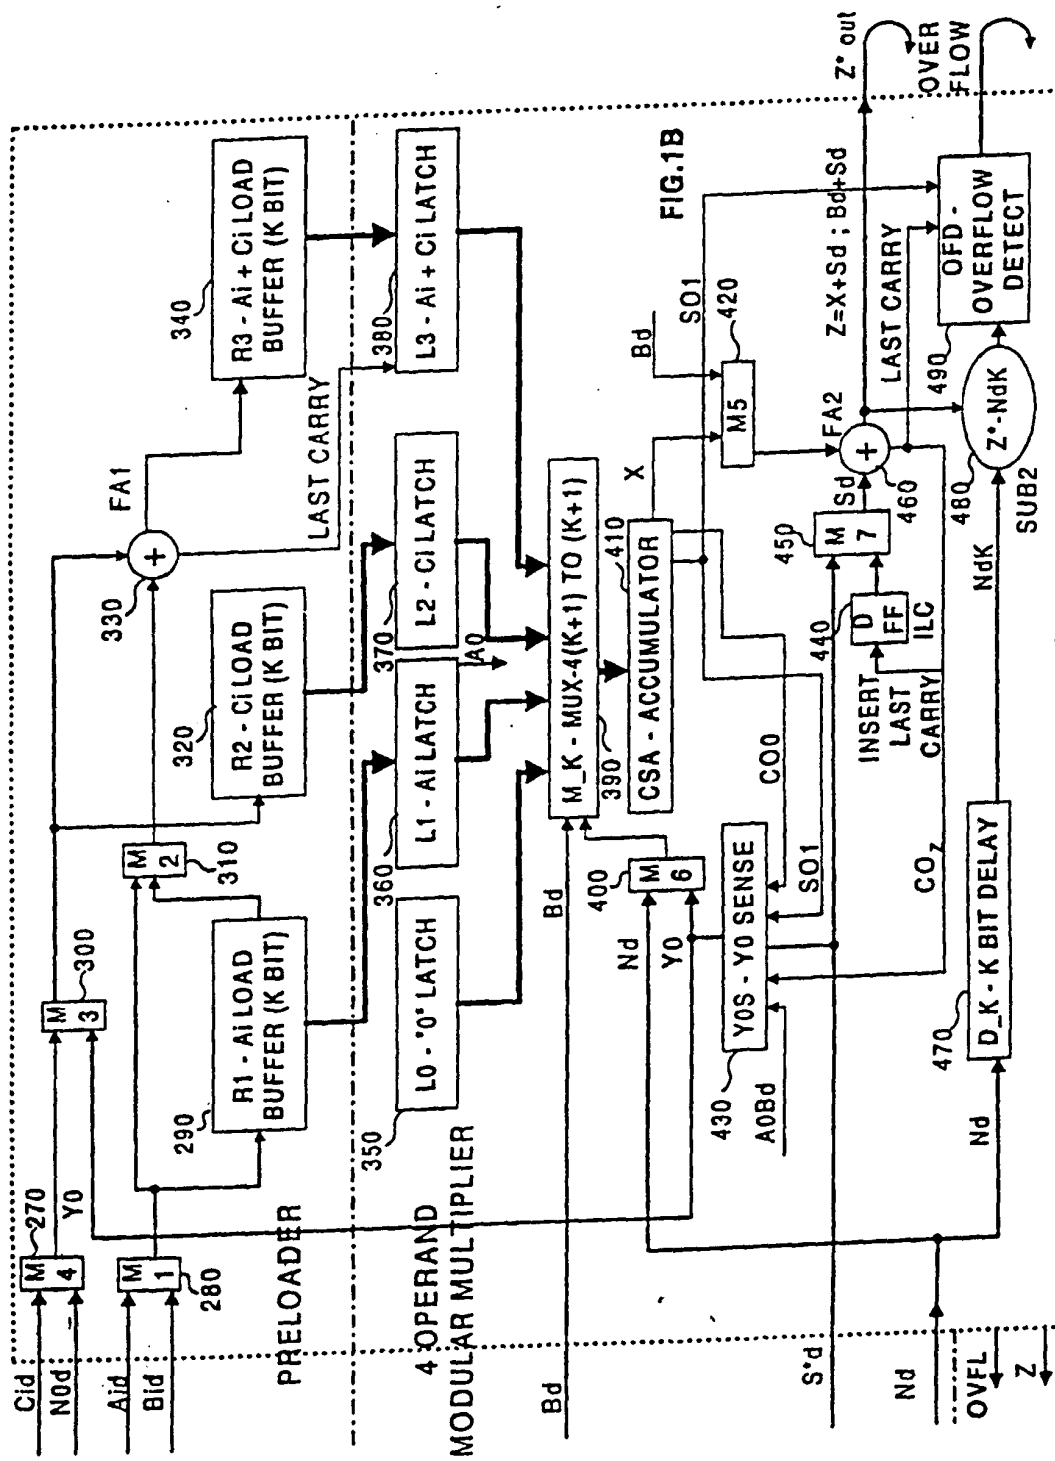 Cid
N0d
M
4
270
Y0
Aid
Bid
M
1
280
M
3
300
M
2
310
FA1
+
330
290
R1 - Ai LOAD
BUFFER (K BIT)
320
R2 - Ci LOAD
BUFFER (K BIT)
340
R3 - Ai + Ci LOAD
BUFFER (K BIT)
LAST CARRY
PRELOADER
4 OPERAND
MODULAR MULTIPLIER
350
L0 - "0" LATCH
360
L1 - Ai LATCH
A0
370
L2 - Ci LATCH
380
L3 - Ai + Ci LATCH
Bd
Bd
M_K - MUX-4(K+1) TO (K+1)
390
Nd
Y0
400
M
6
CSA - ACCUMULATOR
410
X
Bd
M5
420
SO1
FIG.1B
430
Y0S - Y0 SENSE
A0Bd
CO0
SO1
COZ
S*d
440
D
FF
ILC
INSERT
LAST
CARRY
450
M
7
Sd
FA2
+
460
Z=X+Sd ; Bd+Sd
Z* out
LAST CARRY
OVER
FLOW
Nd
Nd
470
D_K - K BIT DELAY
NdK
480
Z*-NdK
SUB2
490
OFD -
OVERFLOW
DETECT
OVFL
Z